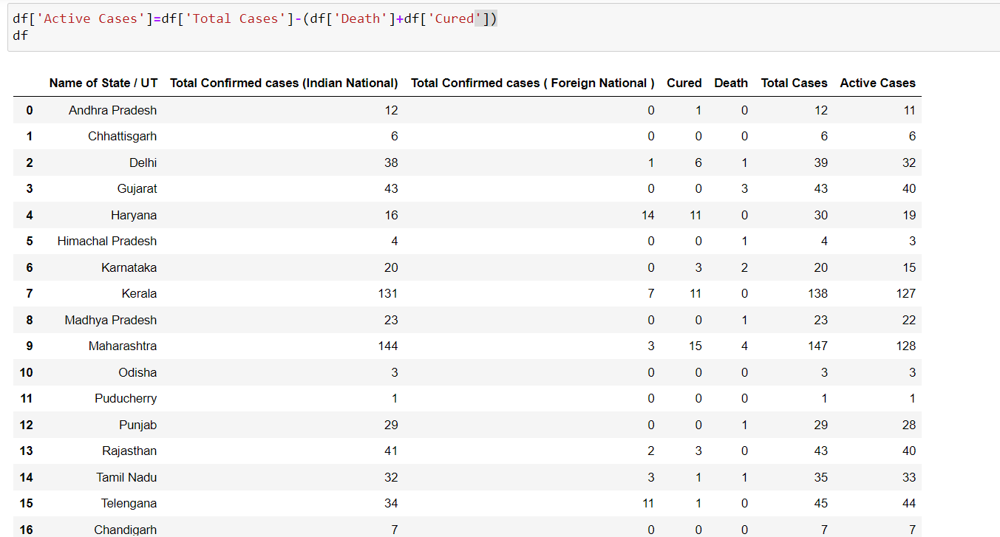 df['Active Cases']=df['Total Cases']-(df['Death']+df['Cured'])
df
Name of State / UT Total Confirmed cases (Indian National) Total Confirmed cases ( Foreign National ) Cured Death Total Cases Active Cases
0 Andhra Pradesh 12 0 1 0 12 11
1 Chhattisgarh 6 0 0 0 6 6
2 Delhi 38 1 6 1 39 32
3 Gujarat 43 0 0 3 43 40
4 Haryana 16 14 11 0 30 19
5 Himachal Pradesh 4 0 0 1 4 3
6 Karnataka 20 0 3 2 20 15
7 Kerala 131 7 11 0 138 127
8 Madhya Pradesh 23 0 0 1 23 22
9 Maharashtra 144 3 15 4 147 128
10 Odisha 3 0 0 0 3 3
11 Puducherry 1 0 0 0 1 1
12 Punjab 29 0 0 1 29 28
13 Rajasthan 41 2 3 0 43 40
14 Tamil Nadu 32 3 1 1 35 33
15 Telengana 34 11 1 0 45 44
16 Chandigarh 7 0 0 0 7 7